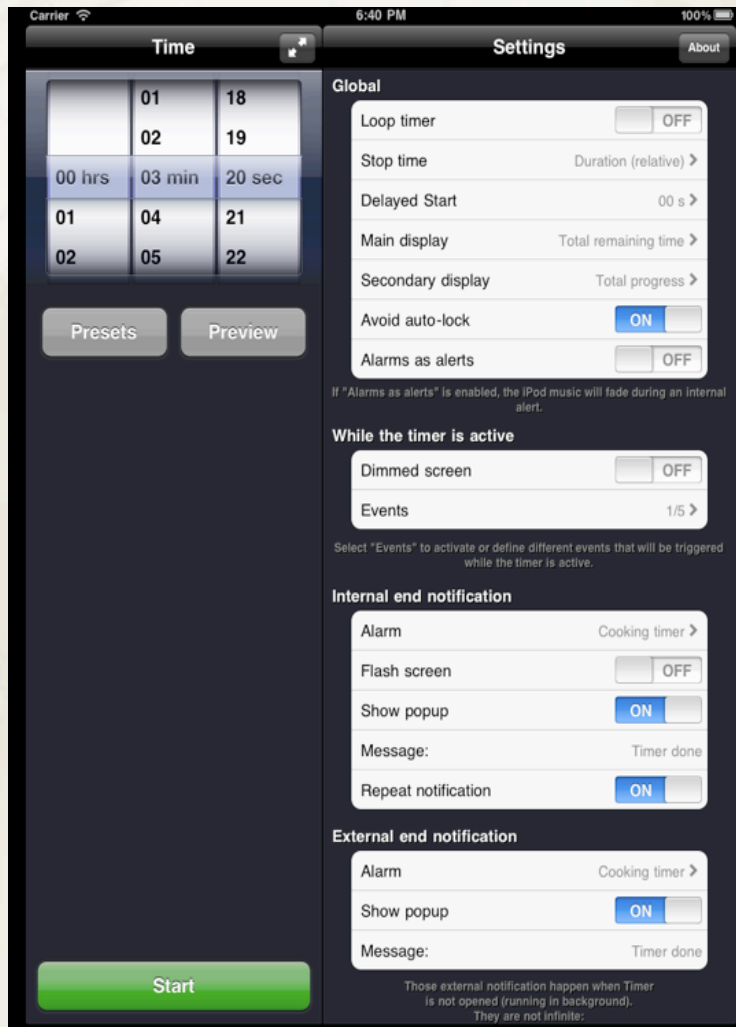 Carrier 6:40 PM 100%
Time
01 18
02 19
00 hrs 03 min 20 sec
01 04 21
02 05 22
Presets Preview
Start
Settings About
Global
Loop timer OFF
Stop time Duration (relative)
Delayed Start 00 s
Main display Total remaining time
Secondary display Total progress
Avoid auto-lock ON
Alarms as alerts OFF
If "Alarms as alerts" is enabled, the iPod music will fade during an internal
alert.
While the timer is active
Dimmed screen OFF
Events 1/5
Select "Events" to activate or define different events that will be triggered
while the timer is active.
Internal end notification
Alarm Cooking timer
Flash screen OFF
Show popup ON
Message: Timer done
Repeat notification ON
External end notification
Alarm Cooking timer
Show popup ON
Message: Timer done
Those external notification happen when Timer
is not opened (running in background).
They are not infinite: